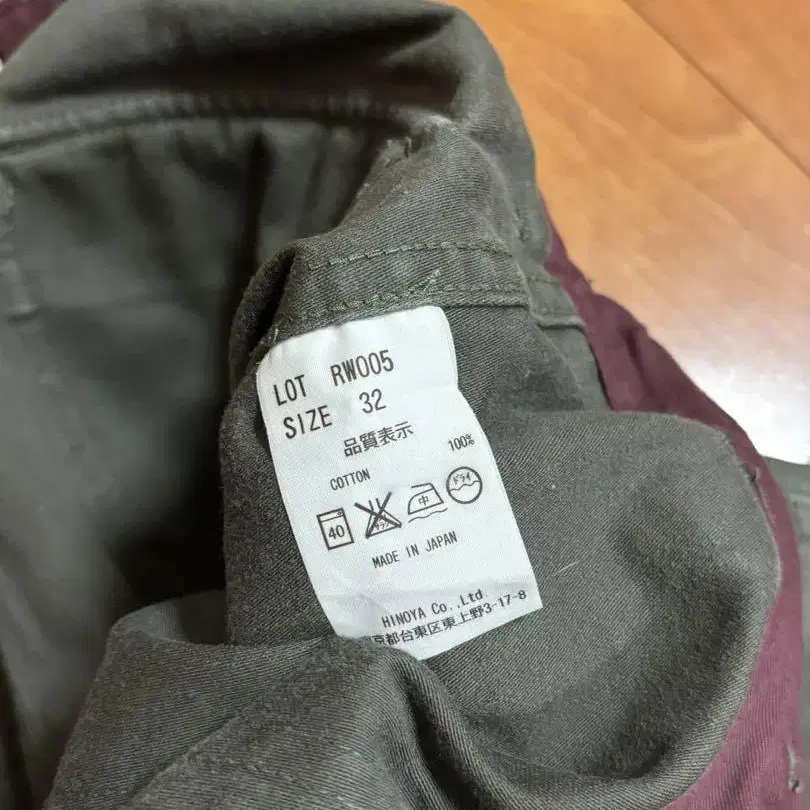 LOT RW005
SIZE 32
品質表示
COTTON 100%
40 中 ドライ
MADE IN JAPAN
HINOYA Co.,Ltd.
京都台東区東上野3-17-8